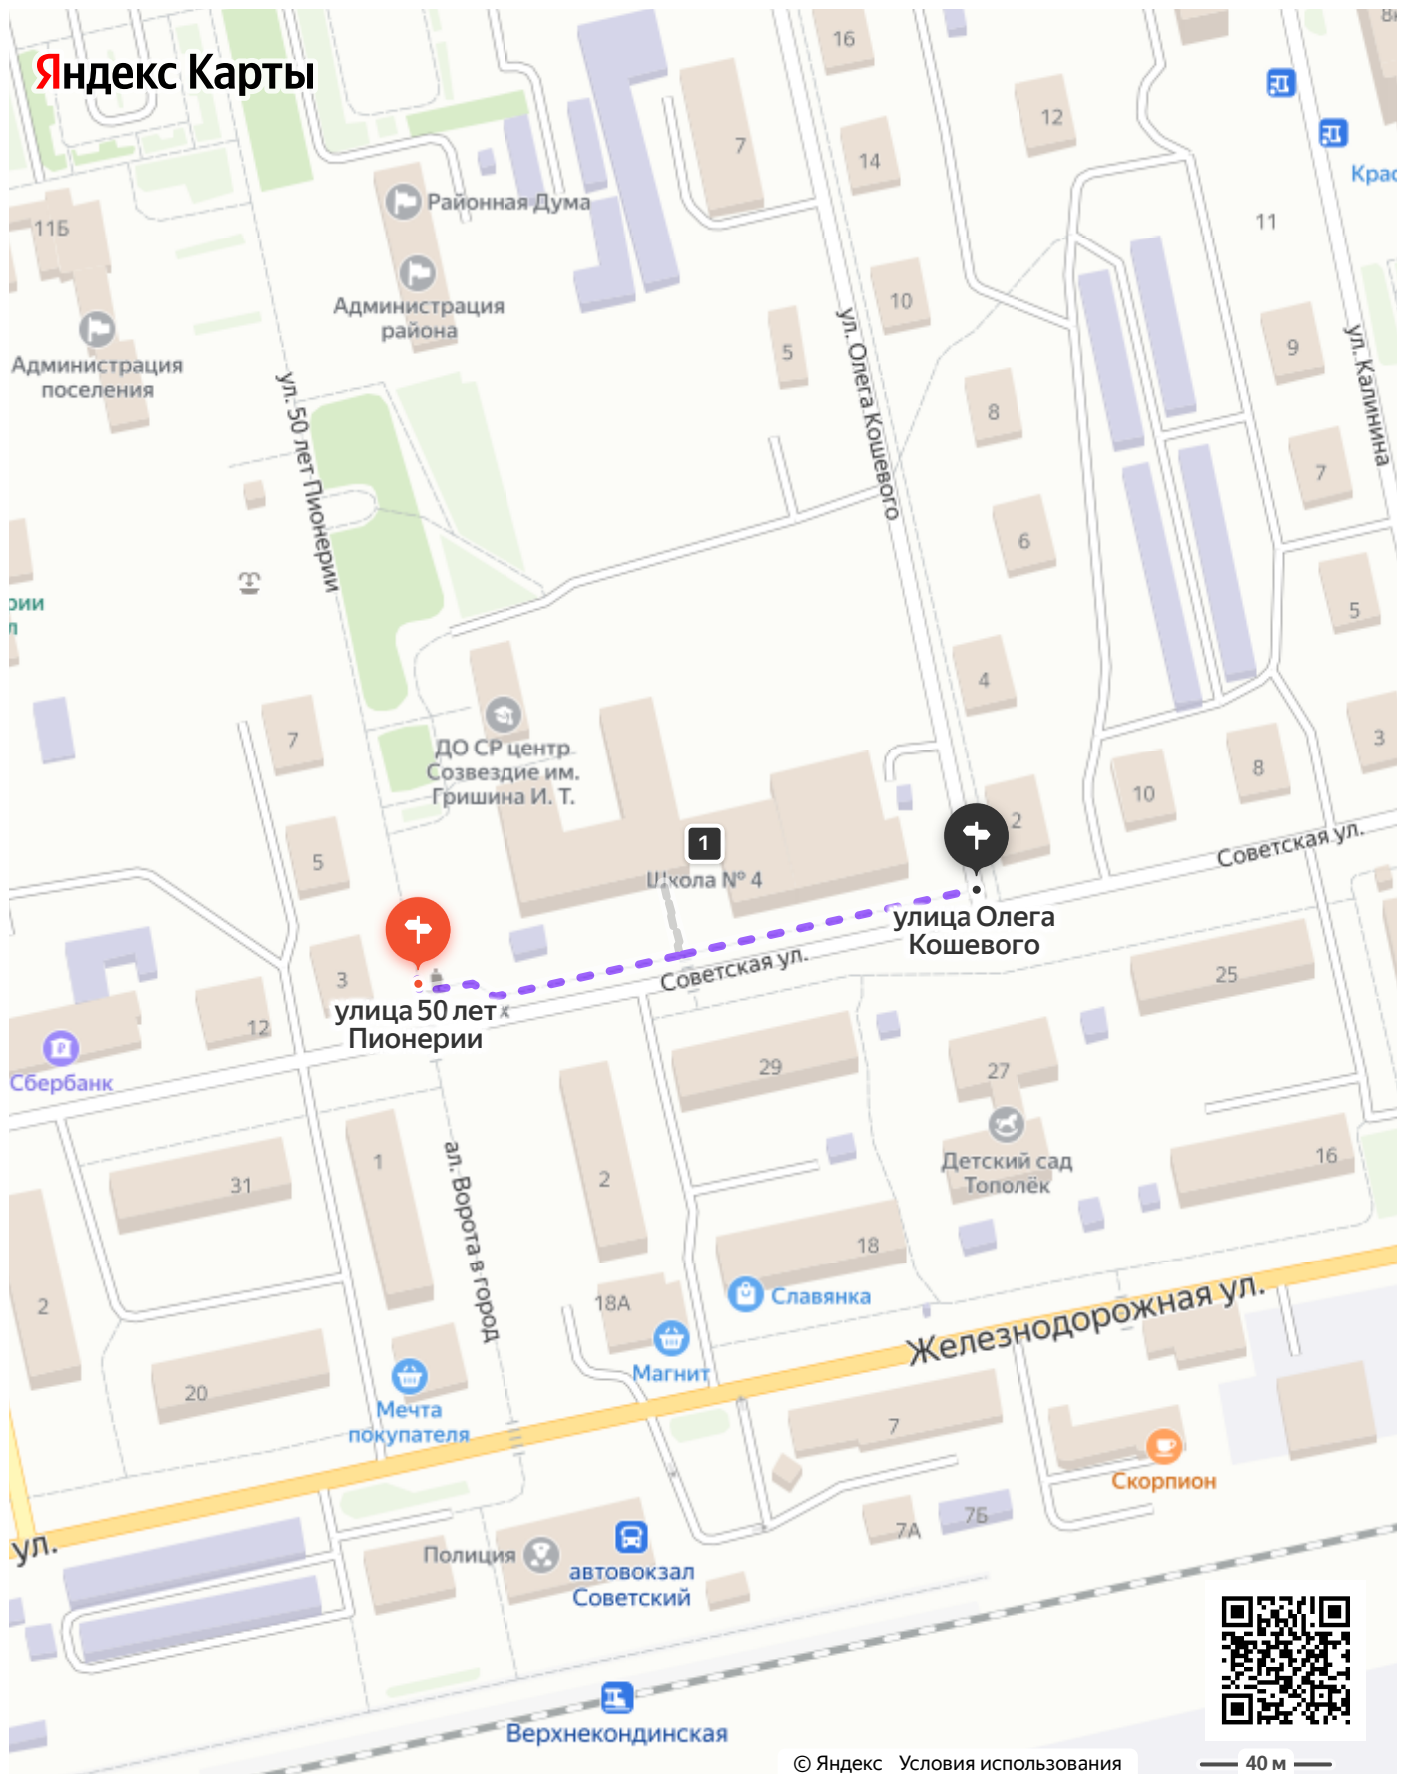 Яндекс Карты
16
8к
12
7
14
Крас
Районная Дума
11Б
11
Администрация
района
10
ул. Олега Кошевого
5
9
ул. Калинина
Администрация
поселения
ул. 50 лет Пионерии
8
7
6
рии
л
5
4
7
ДО СР центр
Созвездие им.
Гришина И. Т.
3
8
10
2
1
Советская ул.
5
Школа № 4
улица Олега
Кошевого
3
Советская ул.
25
улица 50 лет
Пионерии
12
Сбербанк
29
27
1
ал. Ворота в город
2
Детский сад
Тополёк
16
31
18
2
18А
Славянка
Железнодорожная ул.
Магнит
20
Мечта
покупателя
7
Скорпион
ул.
7А
7Б
Полиция
автовокзал
Советский
Верхнекондинская
© Яндекс Условия использования
40 м